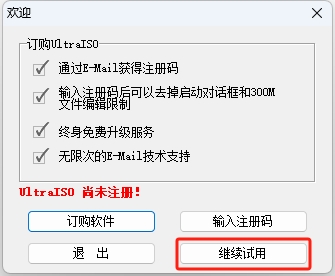 欢迎
订购UltraISO
通过E-Mail获得注册码
输入注册码后可以去掉启动对话框和300M
文件编辑限制
终身免费升级服务
无限次的E-Mail技术支持
UltraISO 尚未注册!
订购软件
输入注册码
退 出
继续试用